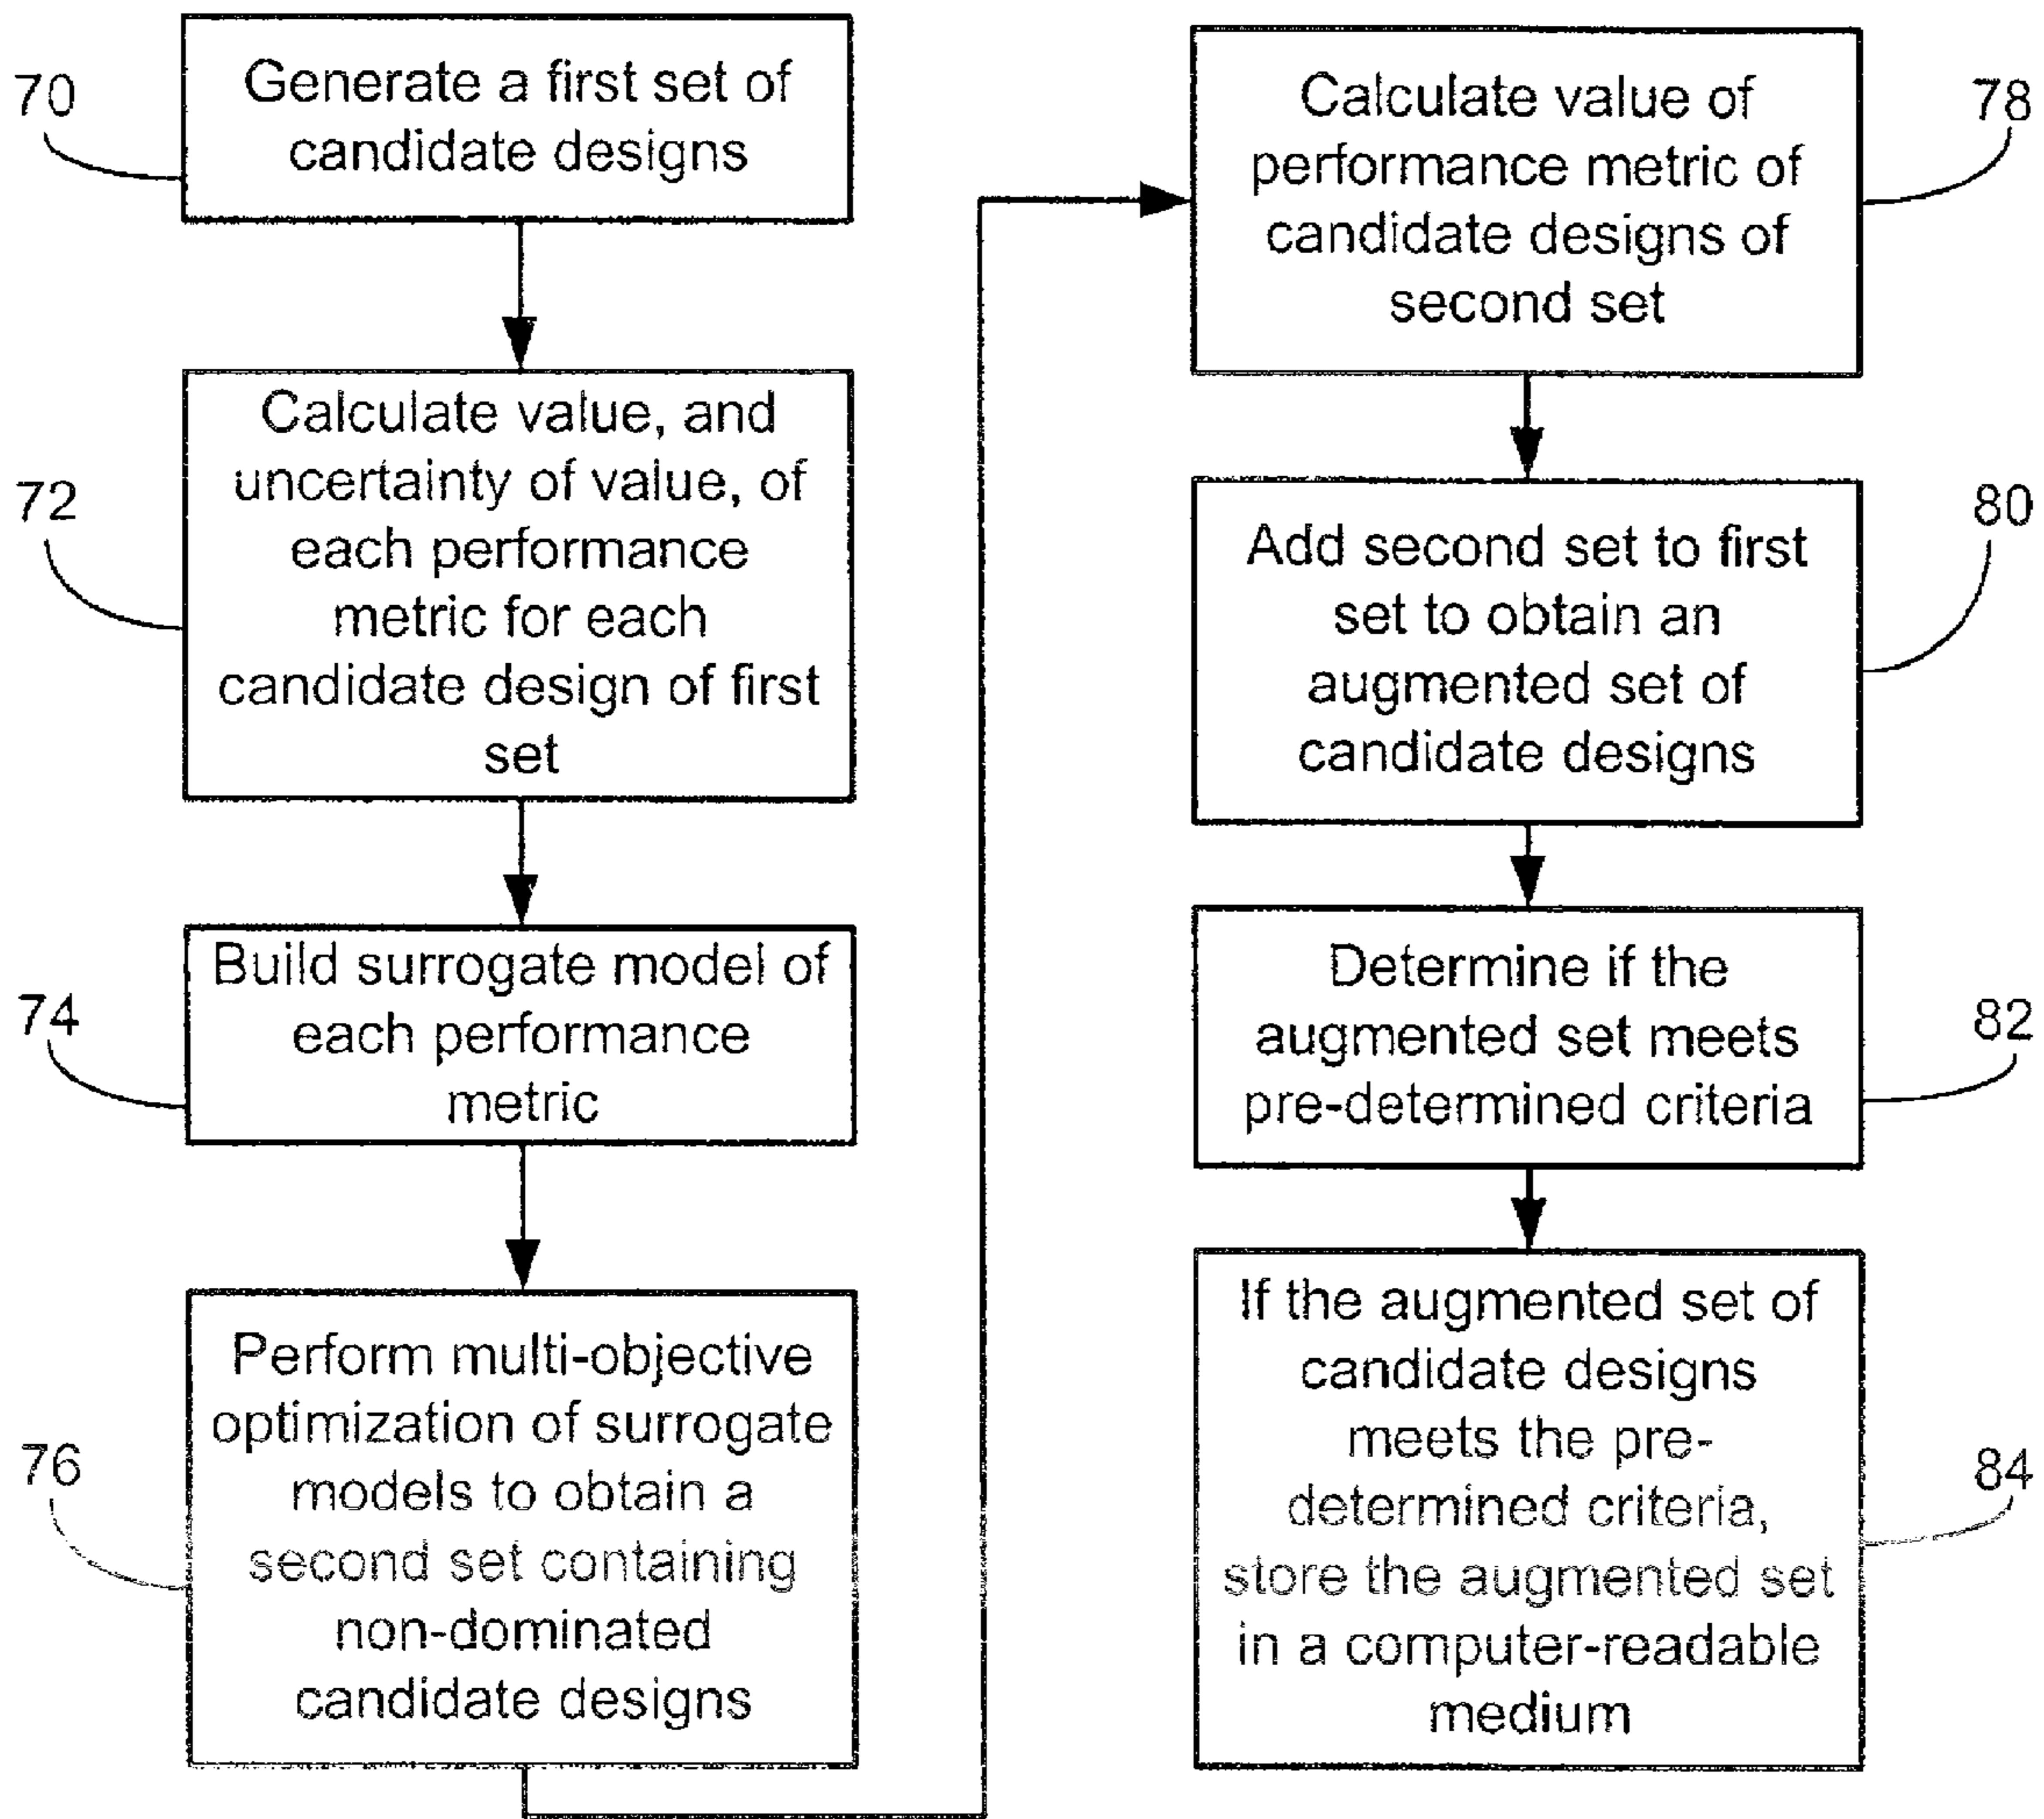 70
Generate a first set of
candidate designs
72
Calculate value, and
uncertainty of value, of
each performance
metric for each
candidate design of first
set
74
Build surrogate model of
each performance
metric
76
Perform multi-objective
optimization of surrogate
models to obtain a
second set containing
non-dominated
candidate designs
78
Calculate value of
performance metric of
candidate designs of
second set
80
Add second set to first
set to obtain an
augmented set of
candidate designs
82
Determine if the
augmented set meets
pre-determined criteria
84
If the augmented set of
candidate designs
meets the pre-
determined criteria,
store the augmented set
in a computer-readable
medium